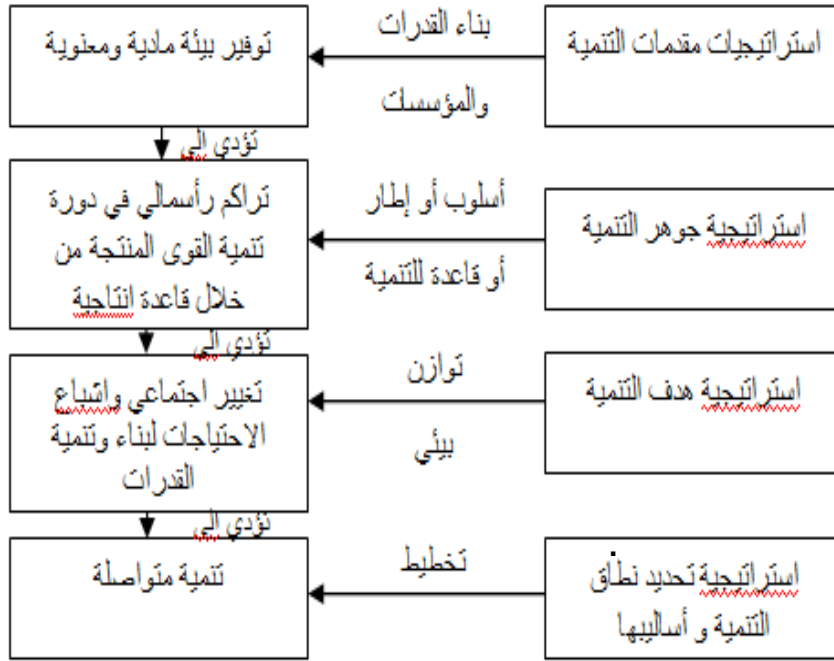 استراتيجيات مقدمات التنمية
بناء القدرات
والمؤسسات
توفير بيئة مادية ومعنوية
تؤدي الى
استراتيجية جوهر التنمية
أسلوب أو إطار
أو قاعدة للتنمية
تراكم رأسمالي في دورة
تنمية القوى المنتجة من
خلال قاعدة انتاجية
تؤدي الى
استراتيجية هدف التنمية
توازن
بيئي
تغيير اجتماعي واشباع
الاحتياجات لبناء وتنمية
القدرات
تؤدي الى
استراتيجية تحديد نطاق
التنمية و أساليبها
تخطيط
تنمية متواصلة